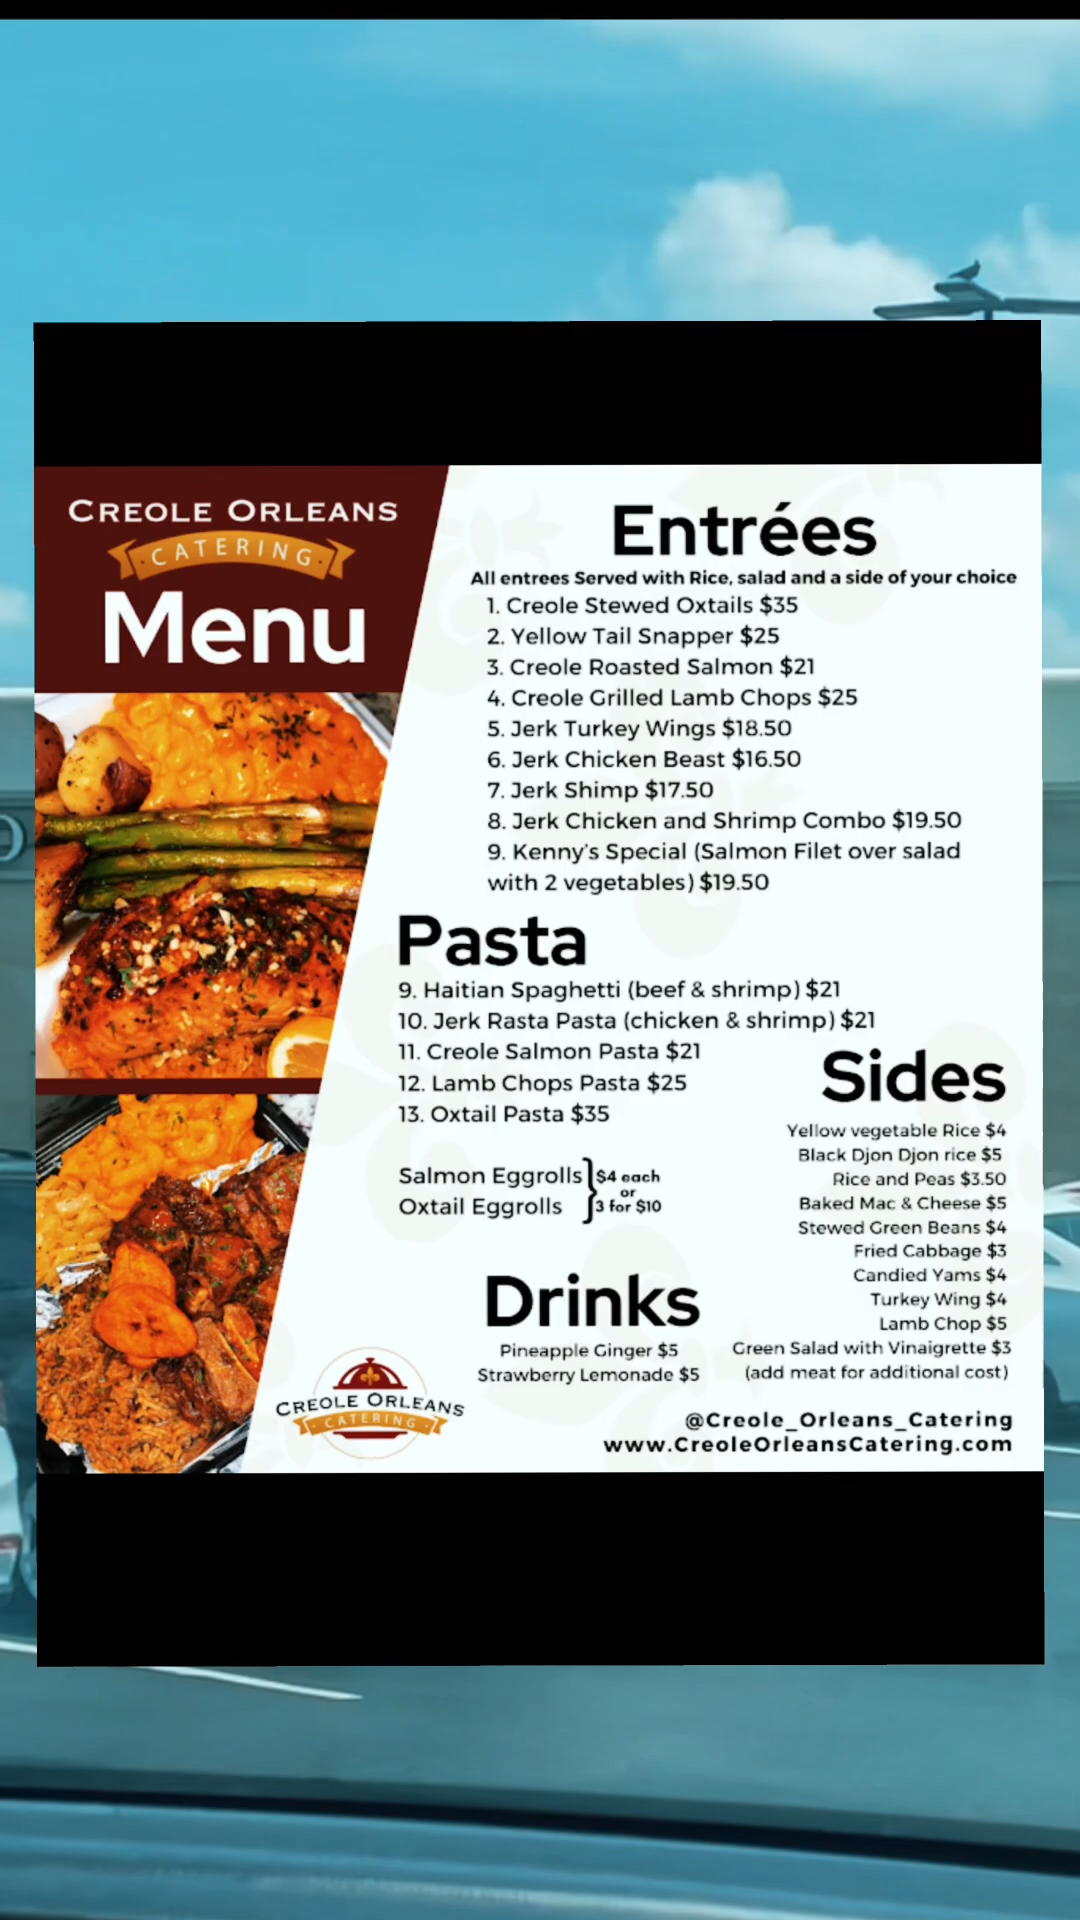 CREOLE ORLEANS
CATERING
Menu
Entrées
All entrees Served with Rice, salad and a side of your choice
1. Creole Stewed Oxtails $35
2. Yellow Tail Snapper $25
3. Creole Roasted Salmon $21
4. Creole Grilled Lamb Chops $25
5. Jerk Turkey Wings $18.50
6. Jerk Chicken Beast $16.50
7. Jerk Shimp $17.50
8. Jerk Chicken and Shrimp Combo $19.50
9. Kenny's Special (Salmon Filet over salad
with 2 vegetables) $19.50
Pasta
9. Haitian Spaghetti (beef & shrimp) $21
10. Jerk Rasta Pasta (chicken & shrimp) $21
11. Creole Salmon Pasta $21
12. Lamb Chops Pasta $25
13. Oxtail Pasta $35
Salmon Eggrolls
Oxtail Eggrolls
$4 each
or
3 for $10
Sides
Yellow vegetable Rice $4
Black Djon Djon rice $5
Rice and Peas $3.50
Baked Mac & Cheese $5
Stewed Green Beans $4
Fried Cabbage $3
Candied Yams $4
Turkey Wing $4
Lamb Chop $5
Green Salad with Vinaigrette $3
(add meat for additional cost)
Drinks
Pineapple Ginger $5
Strawberry Lemonade $5
CREOLE ORLEANS
CATERING
@Creole_Orleans_Catering
www.CreoleOrleansCatering.com